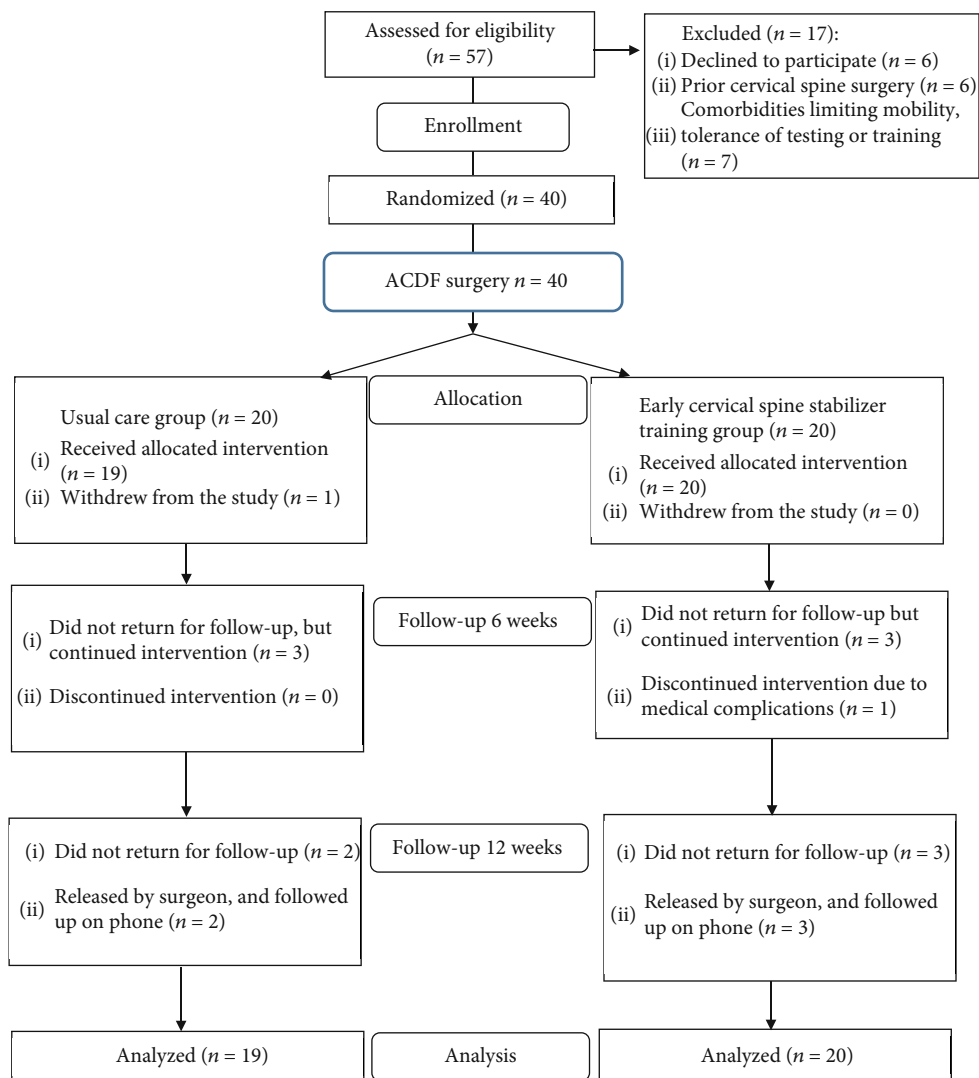 Assessed for eligibility
(n = 57)
Excluded (n = 17):
(i) Declined to participate (n = 6)
(ii) Prior cervical spine surgery (n = 6)
Comorbidities limiting mobility,
(iii) tolerance of testing or training
(n = 7)
Enrollment
Randomized (n = 40)
ACDF surgery n = 40
Allocation
Usual care group (n = 20)
(i) Received allocated intervention
(n = 19)
(ii) Withdrew from the study (n = 1)
Early cervical spine stabilizer
training group (n = 20)
(i) Received allocated intervention
(n = 20)
(ii) Withdrew from the study (n = 0)
Follow-up 6 weeks
(i) Did not return for follow-up, but
continued intervention (n = 3)
(ii) Discontinued intervention (n = 0)
(i) Did not return for follow-up but
continued intervention (n = 3)
(ii) Discontinued intervention due to
medical complications (n = 1)
Follow-up 12 weeks
(i) Did not return for follow-up (n = 2)
(ii) Released by surgeon, and followed
up on phone (n = 2)
(i) Did not return for follow-up (n = 3)
(ii) Released by surgeon, and followed
up on phone (n = 3)
Analyzed (n = 19)
Analysis
Analyzed (n = 20)